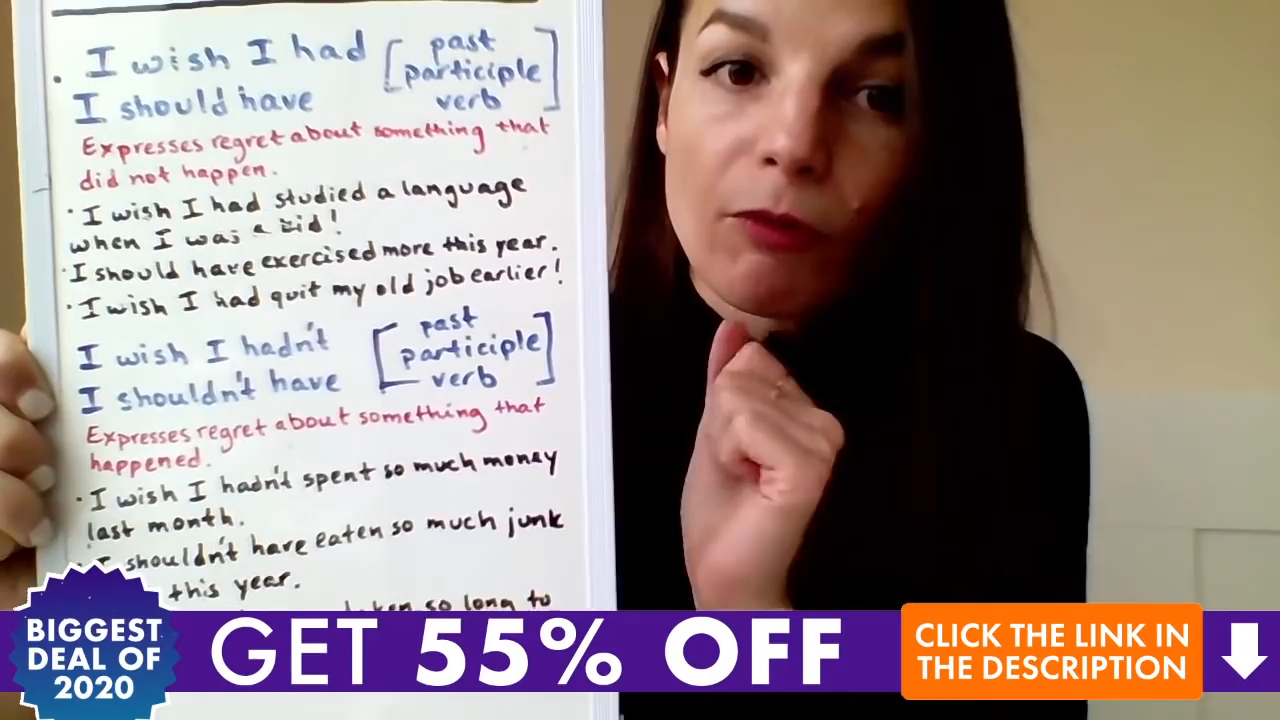 • I wish I had [past participle verb]
I should have
Expresses regret about something that
did not happen.
• I wish I had studied a language
when I was a kid!
• I should have exercised more this year.
• I wish I had quit my old job earlier!
I wish I hadn't [past participle verb]
I shouldn't have
Expresses regret about something that
happened.
• I wish I hadn't spent so much money
last month.
• I shouldn't have eaten so much junk
this year.
so long to
BIGGEST
DEAL OF
2020
GET 55% OFF
CLICK THE LINK IN
THE DESCRIPTION